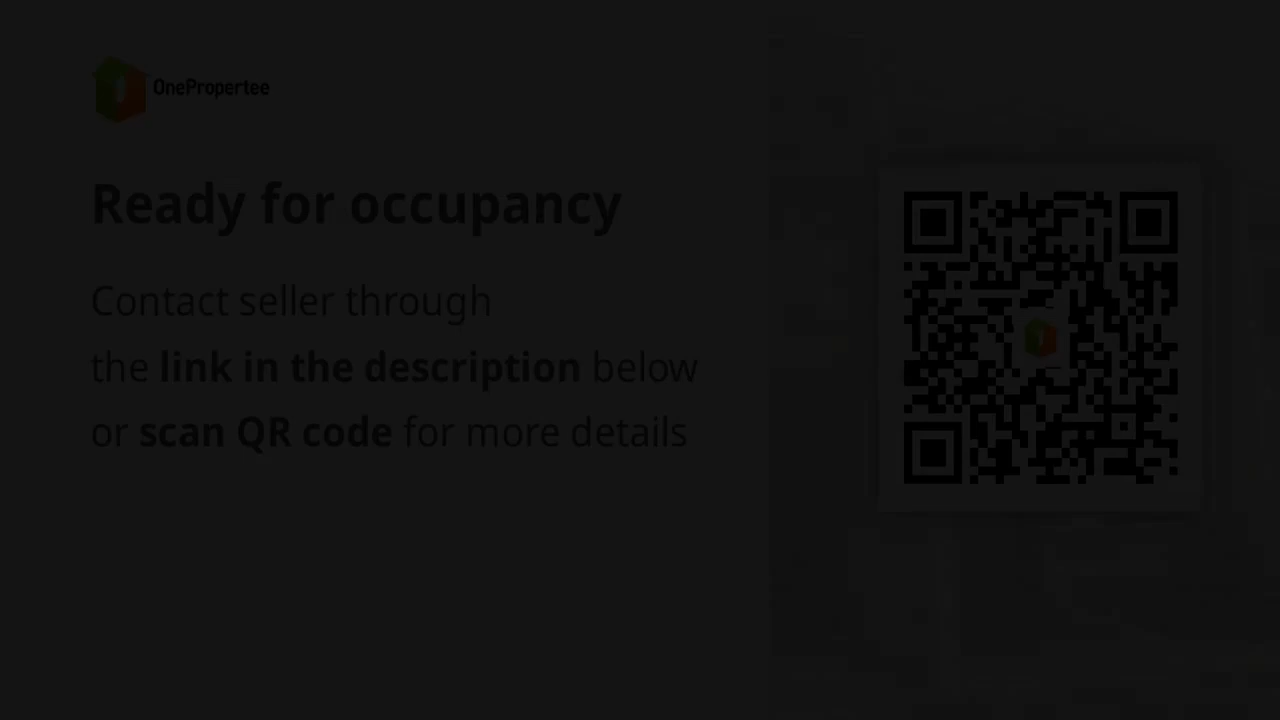 OnePropertee
Ready for occupancy
Contact seller through
the link in the description below
or scan QR code for more details